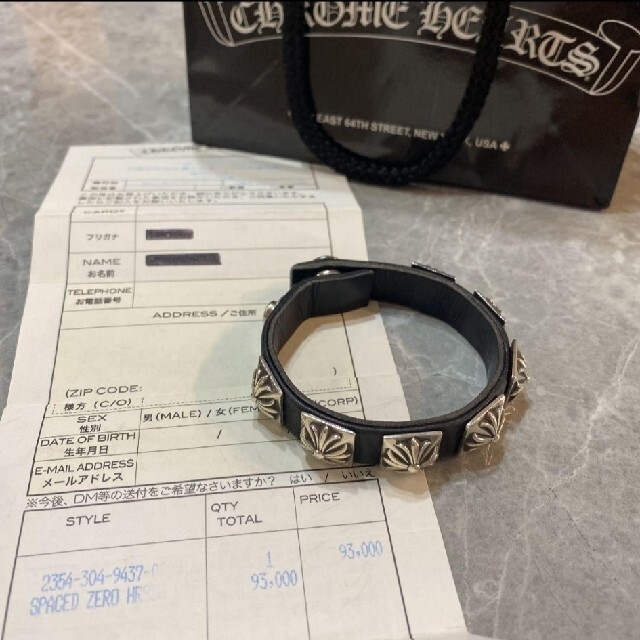 CHROME HEARTS
EAST 64TH STREET, NEW YORK, USA
フリガナ
NAME
お名前
TELEPHONE
お電話番号
ADDRESS / ご住所
(ZIP CODE: )
様方 (C/O)
SEX
性別
男(MALE) / 女(FEM CORP)
DATE OF BIRTH
生年月日
/
E-MAIL ADDRESS
メールアドレス
※今後、DM等の送付をご希望なさいますか? はい / いいえ
STYLE
QTY
TOTAL
PRICE
2354-304-9437-
SPACED ZERO HR
1
93,000
93,000